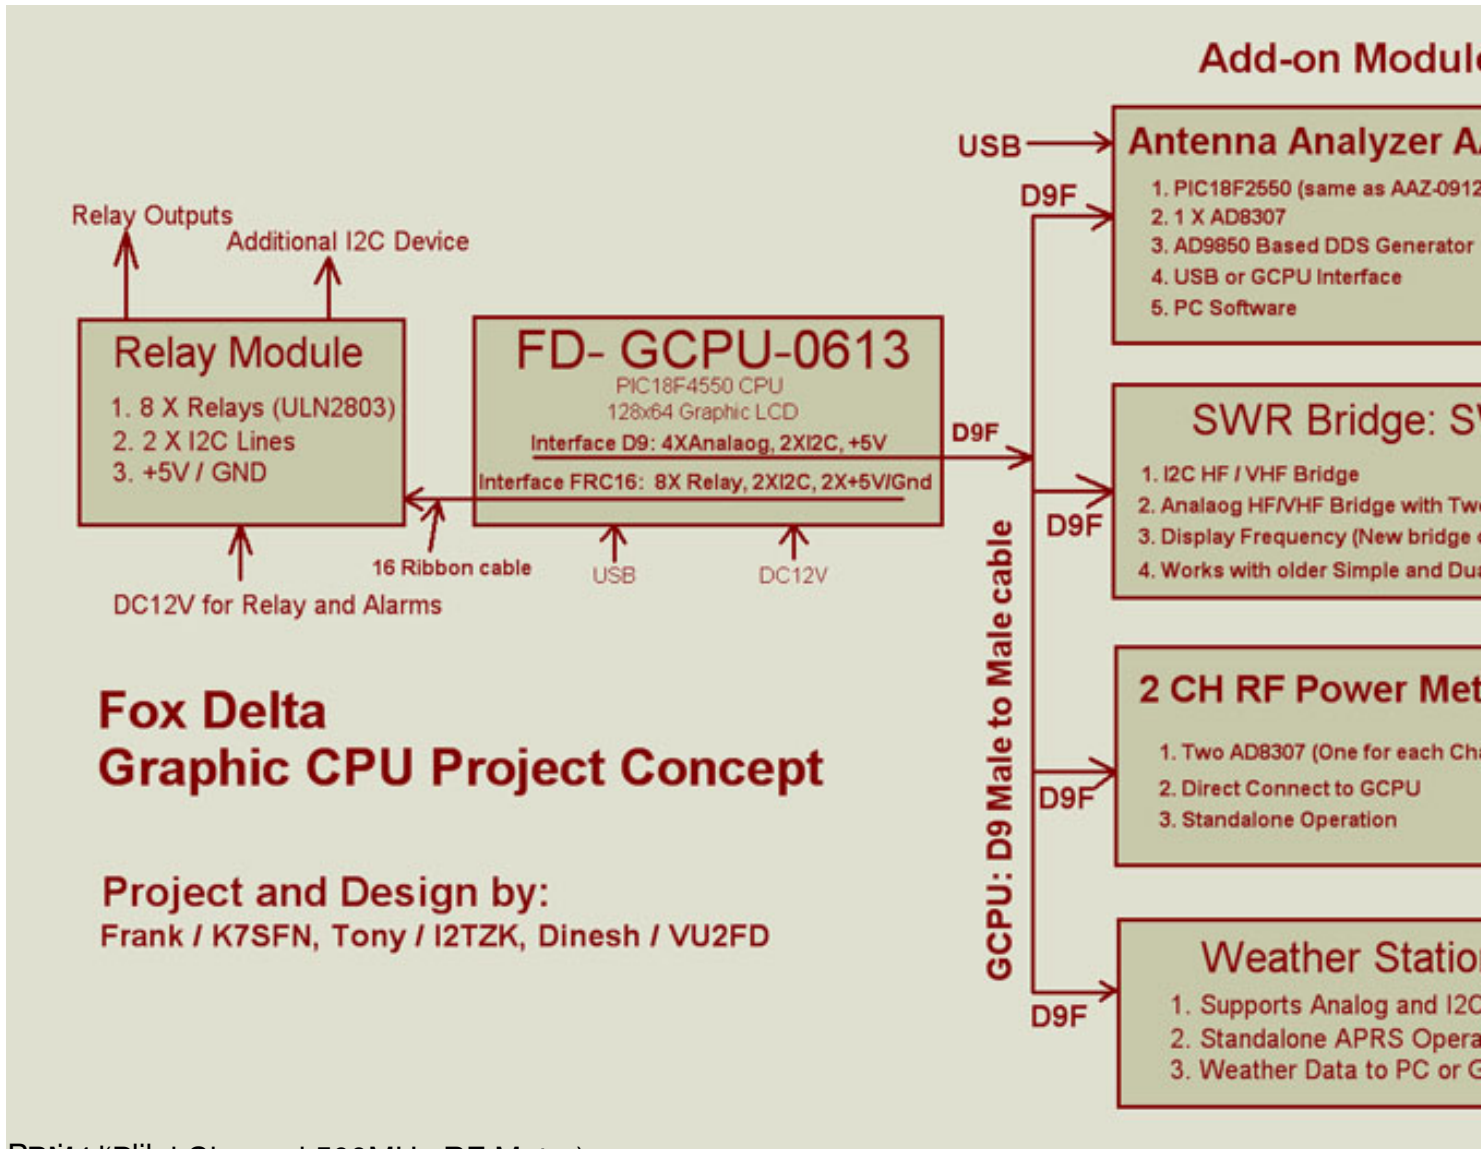 Add-on Module
USB
Antenna Analyzer AA
D9F
1. PIC18F2550 (same as AAZ-0912
2. 1 X AD8307
3. AD9850 Based DDS Generator
4. USB or GCPU Interface
5. PC Software
Relay Outputs
Additional I2C Device
Relay Module
1. 8 X Relays (ULN2803)
2. 2 X I2C Lines
3. +5V / GND
FD- GCPU-0613
PIC18F4550 CPU
128x64 Graphic LCD
Interface D9: 4XAnalaog, 2XI2C, +5V
Interface FRC16: 8X Relay, 2XI2C, 2X+5V/Gnd
D9F
16 Ribbon cable
USB
DC12V
DC12V for Relay and Alarms
SWR Bridge: SW
D9F
1. I2C HF / VHF Bridge
2. Analaog HF/VHF Bridge with Two
3. Display Frequency (New bridge
4. Works with older Simple and Dua
GCPU: D9 Male to Male cable
Fox Delta
Graphic CPU Project Concept
2 CH RF Power Met
D9F
1. Two AD8307 (One for each Cha
2. Direct Connect to GCPU
3. Standalone Operation
Project and Design by:
Frank / K7SFN, Tony / I2TZK, Dinesh / VU2FD
Weather Station
D9F
1. Supports Analog and I2C
2. Standalone APRS Opera
3. Weather Data to PC or G